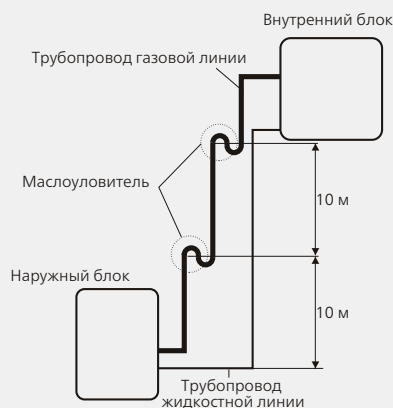 Внутренний блок
Трубопровод газовой линии
Маслоуловитель
10 м
Наружный блок
10 м
Трубопровод
жидкостной линии